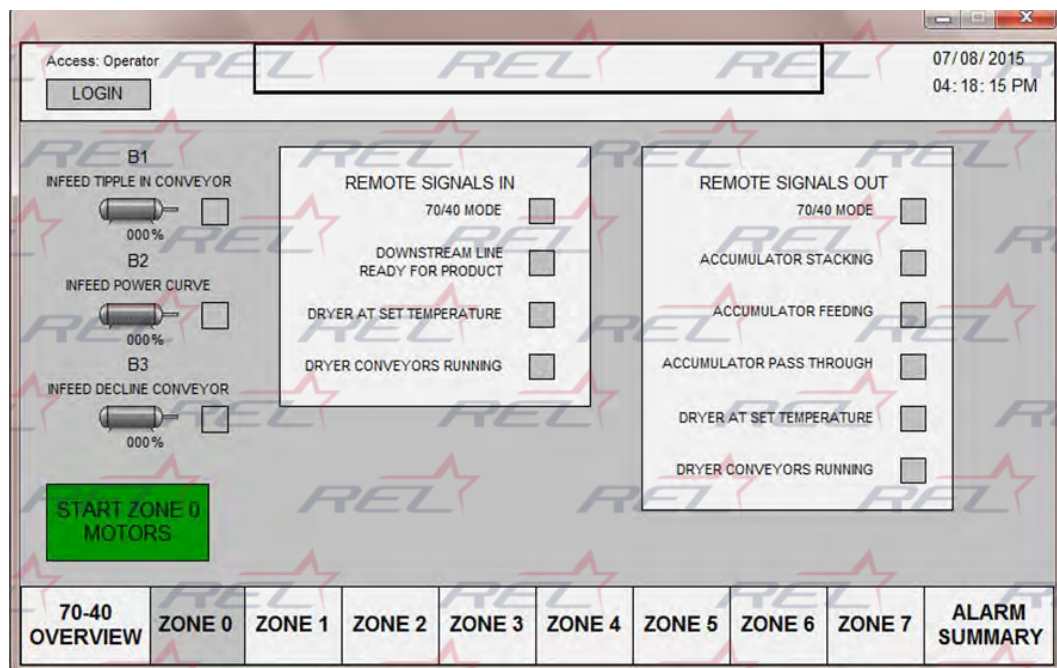 Access: Operator
LOGIN
07/08/2015
04:18:15 PM
B1
INFEED TIPPLE IN CONVEYOR
000%
B2
INFEED POWER CURVE
000%
B3
INFEED DECLINE CONVEYOR
000%
START ZONE 0
MOTORS
REMOTE SIGNALS IN
70/40 MODE
DOWNSTREAM LINE
READY FOR PRODUCT
DRYER AT SET TEMPERATURE
DRYER CONVEYORS RUNNING
REMOTE SIGNALS OUT
70/40 MODE
ACCUMULATOR STACKING
ACCUMULATOR FEEDING
ACCUMULATOR PASS THROUGH
DRYER AT SET TEMPERATURE
DRYER CONVEYORS RUNNING
70-40
OVERVIEW
ZONE 0
ZONE 1
ZONE 2
ZONE 3
ZONE 4
ZONE 5
ZONE 6
ZONE 7
ALARM
SUMMARY
REL